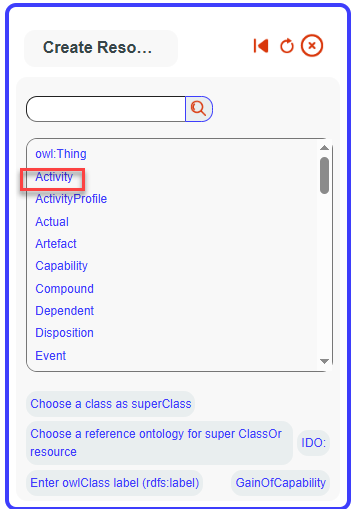 Create Reso...
owl:Thing
Activity
ActivityProfile
Actual
Artefact
Capability
Compound
Dependent
Disposition
Event
Choose a class as superClass
Choose a reference ontology for super ClassOr
resource
IDO:
Enter owlClass label (rdfs:label)
GainOfCapability